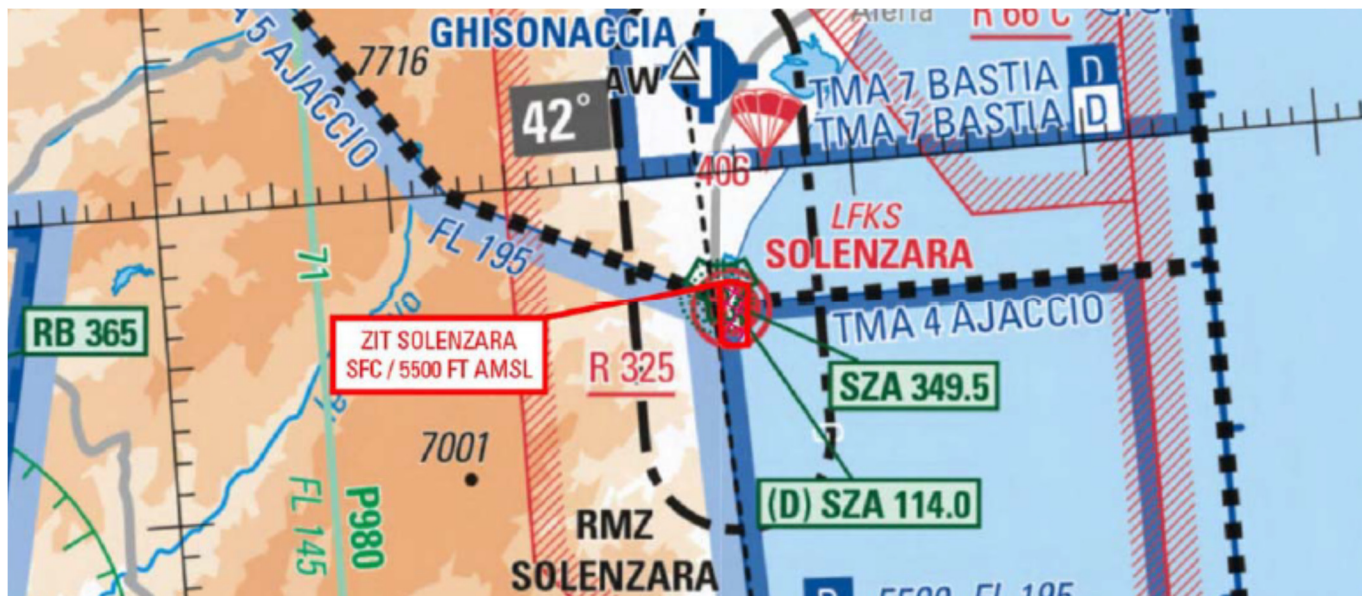 GHISONACCIA
AW
7716
5 AJACCIO
42°
R 66 C
TMA 7 BASTIA D
TMA 7 BASTIA D
406
FL 195
LFKS
SOLENZARA
71
RB 365
ZIT SOLENZARA
SFC / 5500 FT AMSL
R 325
TMA 4 AJACCIO
SZA 349.5
7001
(D) SZA 114.0
P980
FL 145
RMZ
SOLENZARA